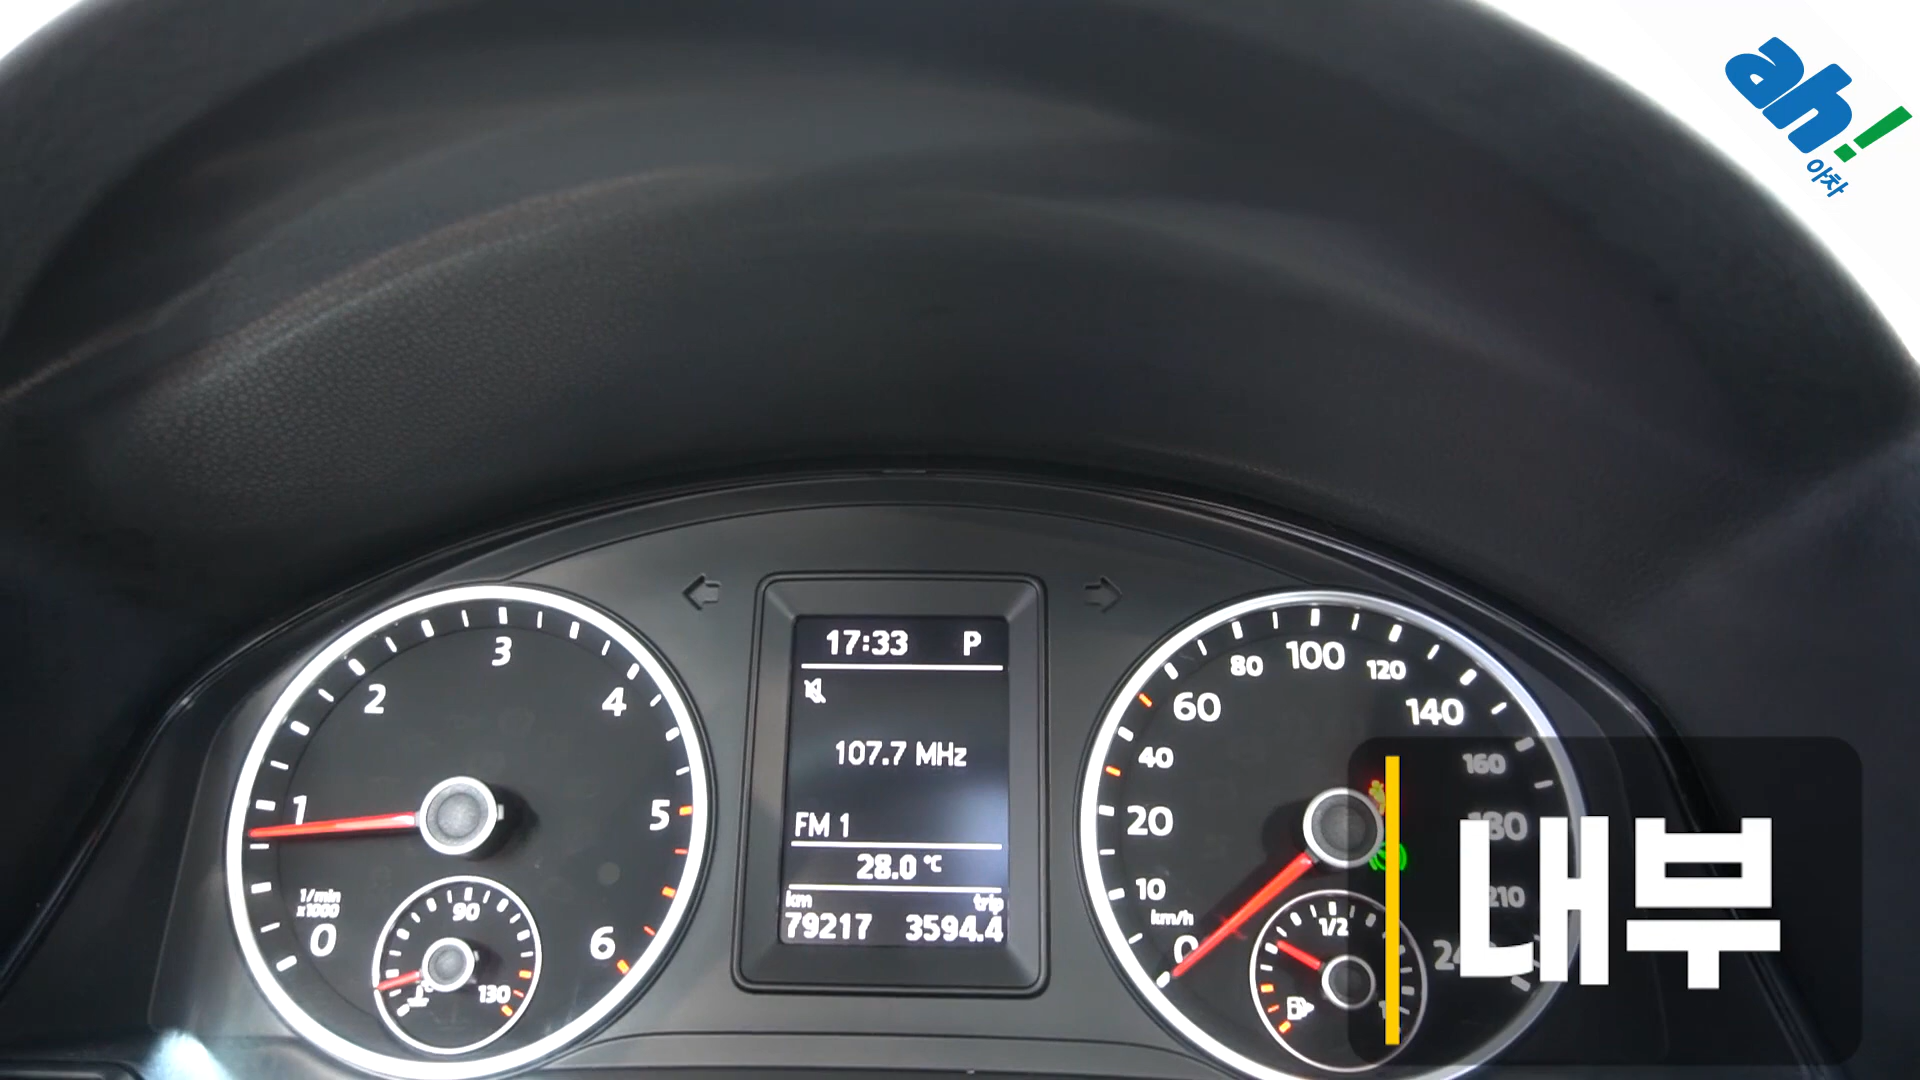 ah!
아차
17:33 P
107.7 MHz
FM 1
28.0 °C
km trip
79217 3594.4
0 1 2 3 4 5 6
1/min
x1000
90
130
0 10 20 40 60 80 100 120 140 160 180 210
km/h
1/2
내부